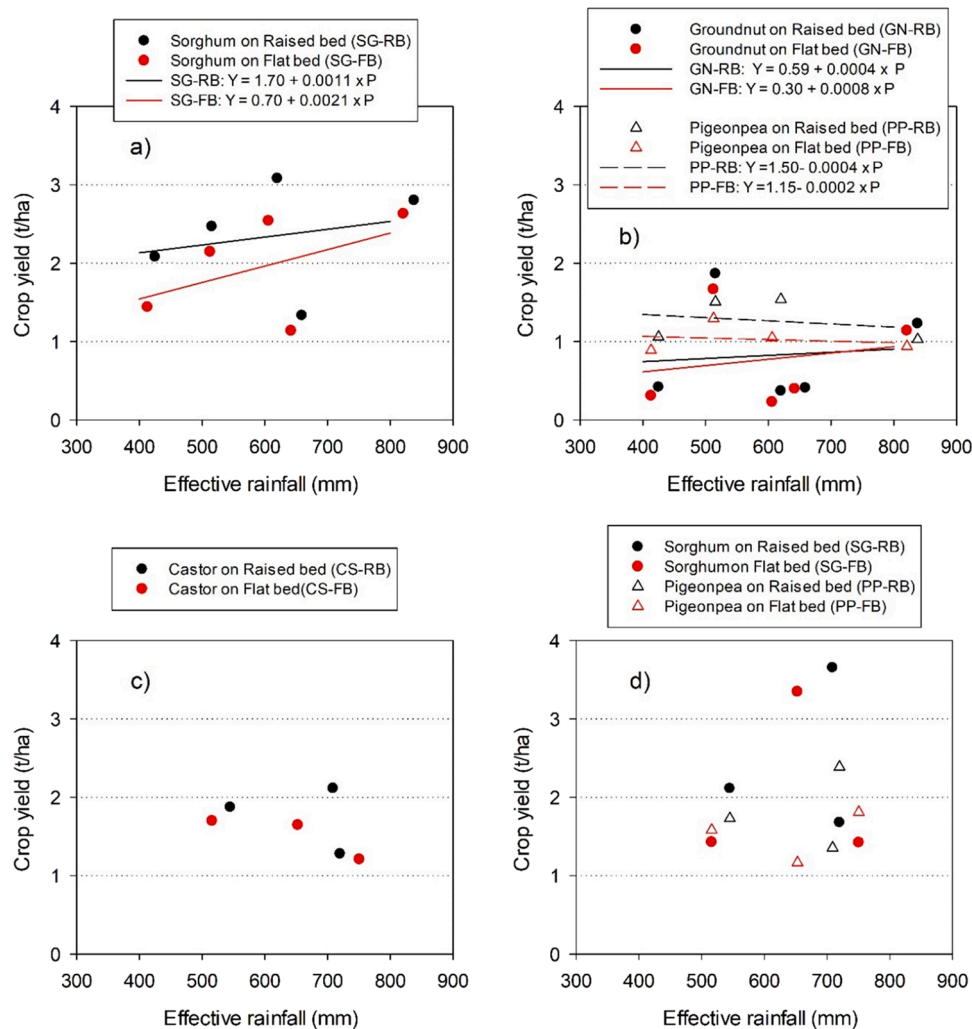 Sorghum on Raised bed (SG-RB)
Sorghum on Flat bed (SG-FB)
SG-RB: Y = 1.70 + 0.0011 x P
SG-FB: Y = 0.70 + 0.0021 x P
a)
4
3
2
1
0
Crop yield (t/ha)
300 400 500 600 700 800 900
Effective rainfall (mm)
Groundnut on Raised bed (GN-RB)
Groundnut on Flat bed (GN-FB)
GN-RB: Y = 0.59 + 0.0004 x P
GN-FB: Y = 0.30 + 0.0008 x P
Pigeonpea on Raised bed (PP-RB)
Pigeonpea on Flat bed (PP-FB)
PP-RB: Y =1.50- 0.0004 x P
PP-FB: Y =1.15- 0.0002 x P
b)
4
3
2
1
0
Crop yield (t/ha)
300 400 500 600 700 800 900
Effective rainfall (mm)
Castor on Raised bed (CS-RB)
Castor on Flat bed(CS-FB)
c)
4
3
2
1
0
Crop yield (t/ha)
300 400 500 600 700 800 900
Effective rainfall (mm)
Sorghum on Raised bed (SG-RB)
Sorghumon Flat bed (SG-FB)
Pigeonpea on Raised bed (PP-RB)
Pigeonpea on Flat bed (PP-FB)
d)
4
3
2
1
0
Crop yield (t/ha)
300 400 500 600 700 800 900
Effective rainfall (mm)